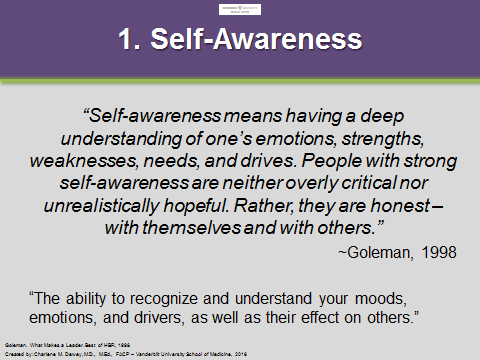 1. Self-Awareness
“Self-awareness means having a deep
understanding of one’s emotions, strengths,
weaknesses, needs, and drives. People with strong
self-awareness are neither overly critical nor
unrealistically hopeful. Rather, they are honest –
with themselves and with others.”
~Goleman, 1998
“The ability to recognize and understand your moods,
emotions, and drivers, as well as their effect on others.”
Goleman. What Makes a Leader. Best of HBR, 1998
Created by: Charlene M. Dewey, M.D., M.Ed., FACP – Vanderbilt University School of Medicine, 2016